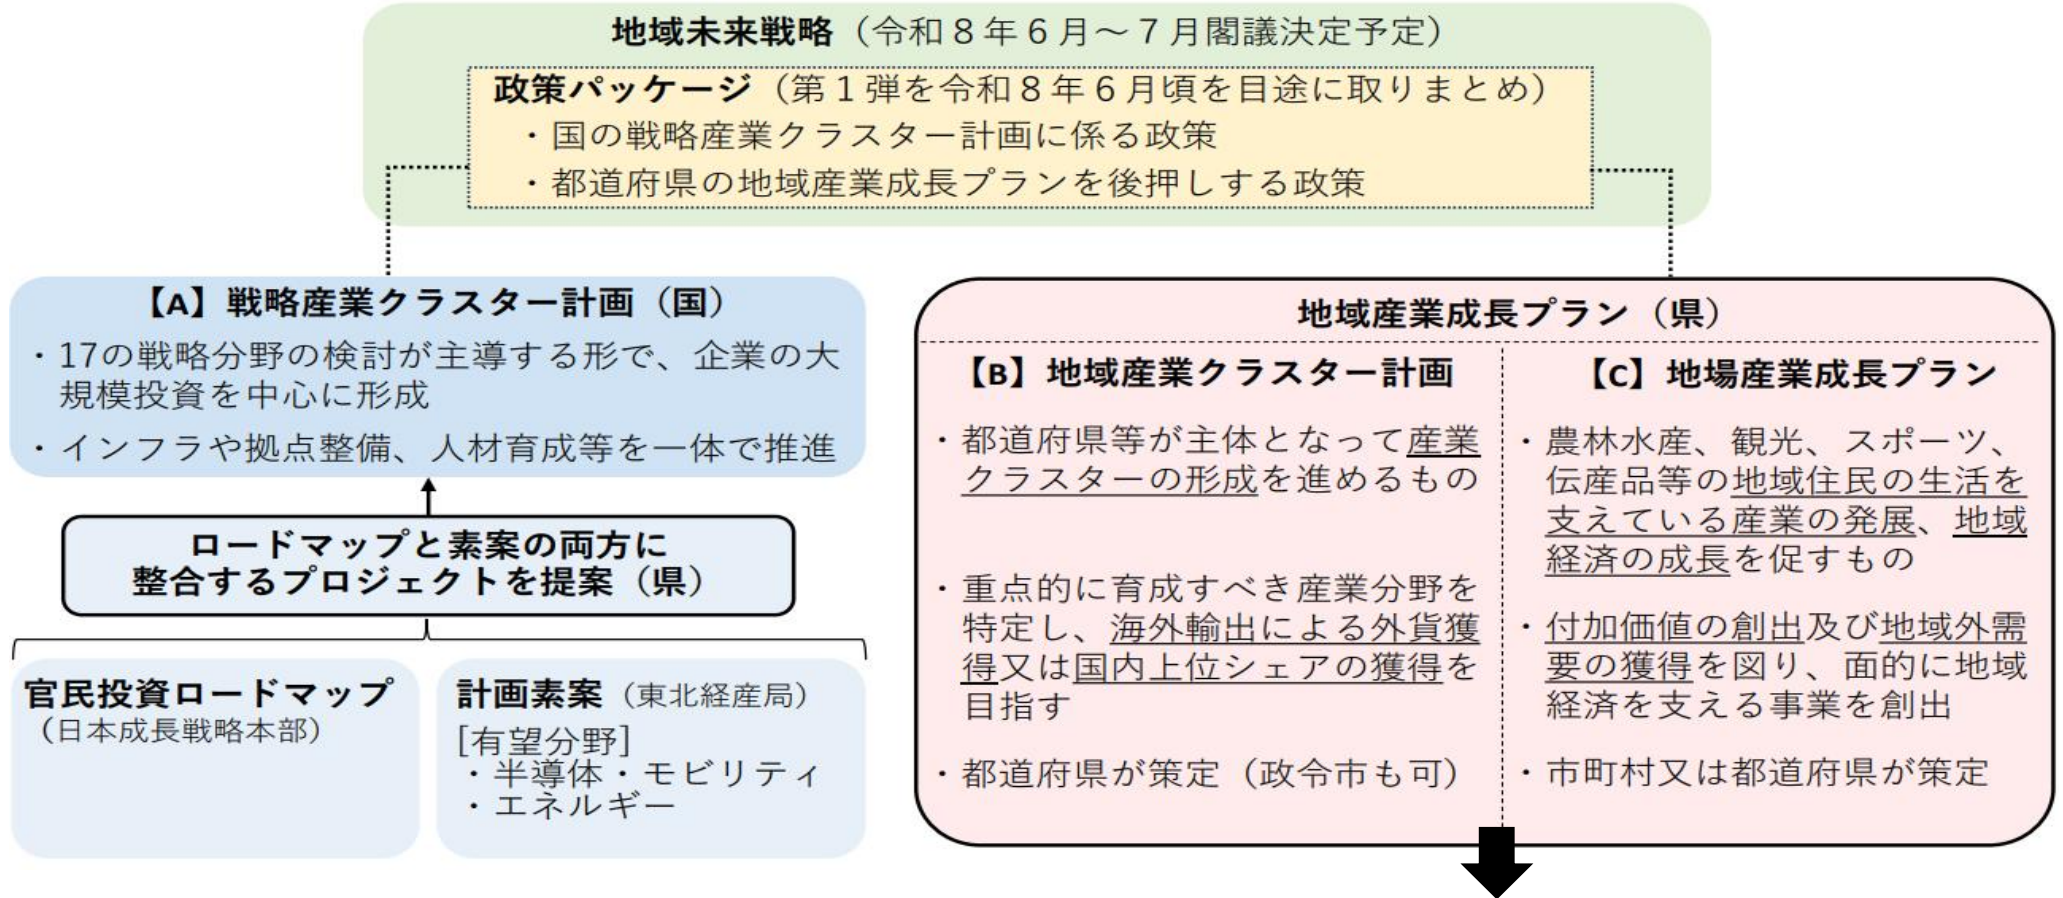 地域未来戦略（令和８年６月～７月閣議決定予定）
政策パッケージ（第１弾を令和８年６月頃を目途に取りまとめ）
・国の戦略産業クラスター計画に係る政策
・都道府県の地域産業成長プランを後押しする政策
【A】戦略産業クラスター計画（国）
・17の戦略分野の検討が主導する形で、企業の大
規模投資を中心に形成
・インフラや拠点整備、人材育成等を一体で推進
ロードマップと素案の両方に
整合するプロジェクトを提案（県）
官民投資ロードマップ
（日本成長戦略本部）
計画素案（東北経産局）
[有望分野]
・半導体・モビリティ
・エネルギー
地域産業成長プラン（県）
【B】地域産業クラスター計画
・都道府県等が主体となって産業
クラスターの形成を進めるもの
・重点的に育成すべき産業分野を
特定し、海外輸出による外貨獲
得又は国内上位シェアの獲得を
目指す
・都道府県が策定（政令市も可）
【C】地場産業成長プラン
・農林水産、観光、スポーツ、
伝産品等の地域住民の生活を
支えている産業の発展、地域
経済の成長を促すもの
・付加価値の創出及び地域外需
要の獲得を図り、面的に地域
経済を支える事業を創出
・市町村又は都道府県が策定